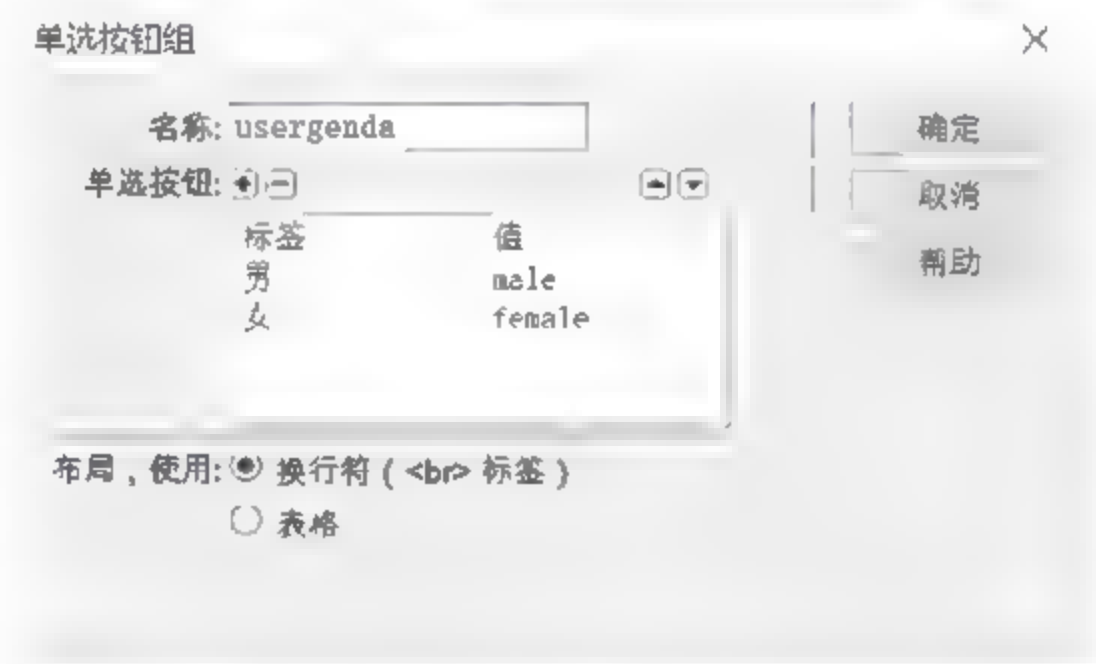 单选按钮组
名称: usergenda
确定
单选按钮:
取消
标签 值
帮助
男 male
女 female
布局，使用: 换行符 ( <br> 标签 )
表格